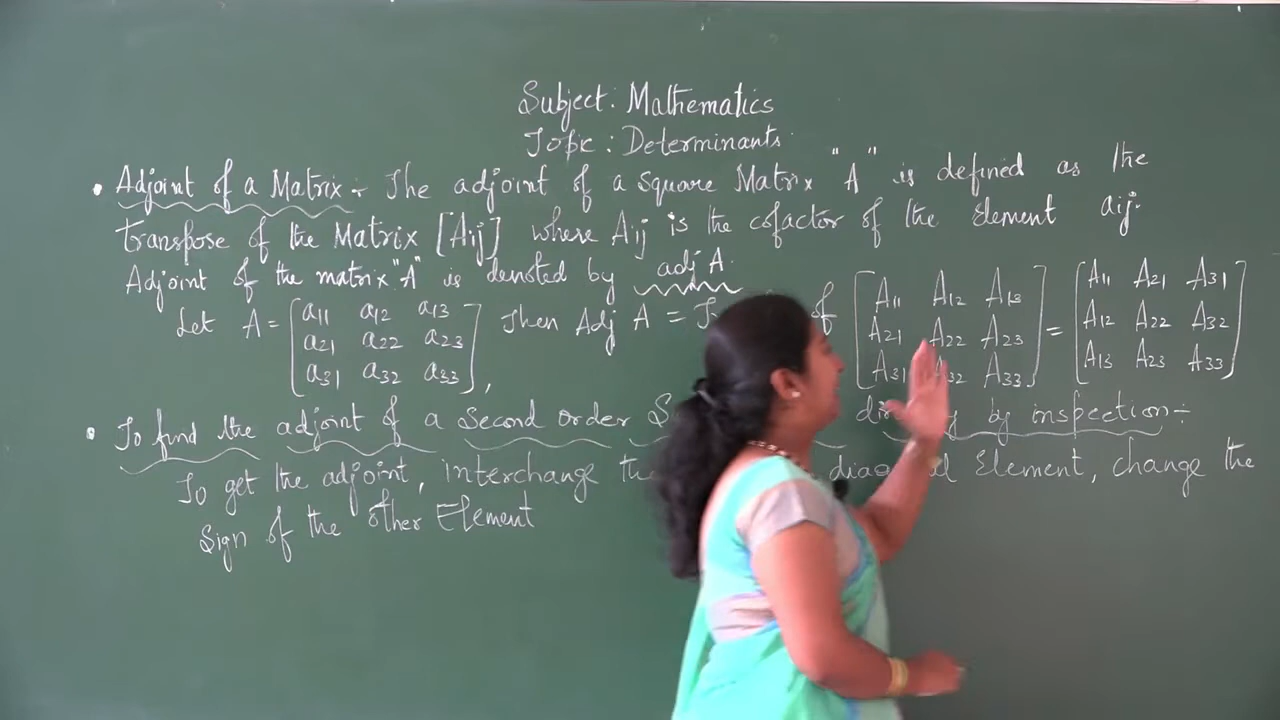 Subject: Mathematics
Topic: Determinants
• Adjoint of a Matrix :- The adjoint of a square Matrix "A" is defined as the
transpose of the Matrix [Aij] where Aij is the cofactor of the Element aij.
Adjoint of the matrix "A" is denoted by adj A.
Let A = [a11 a12 a13 Then Adj A = of [A11 A12 A13 = [A11 A21 A31
a21 a22 a23 A21 A22 A23 A12 A22 A32
a31 a32 a33], A31 A32 A33] A13 A23 A33]
• To find the adjoint of a second order by inspection :-
To get the adjoint, interchange the Element, change the
sign of the other Element